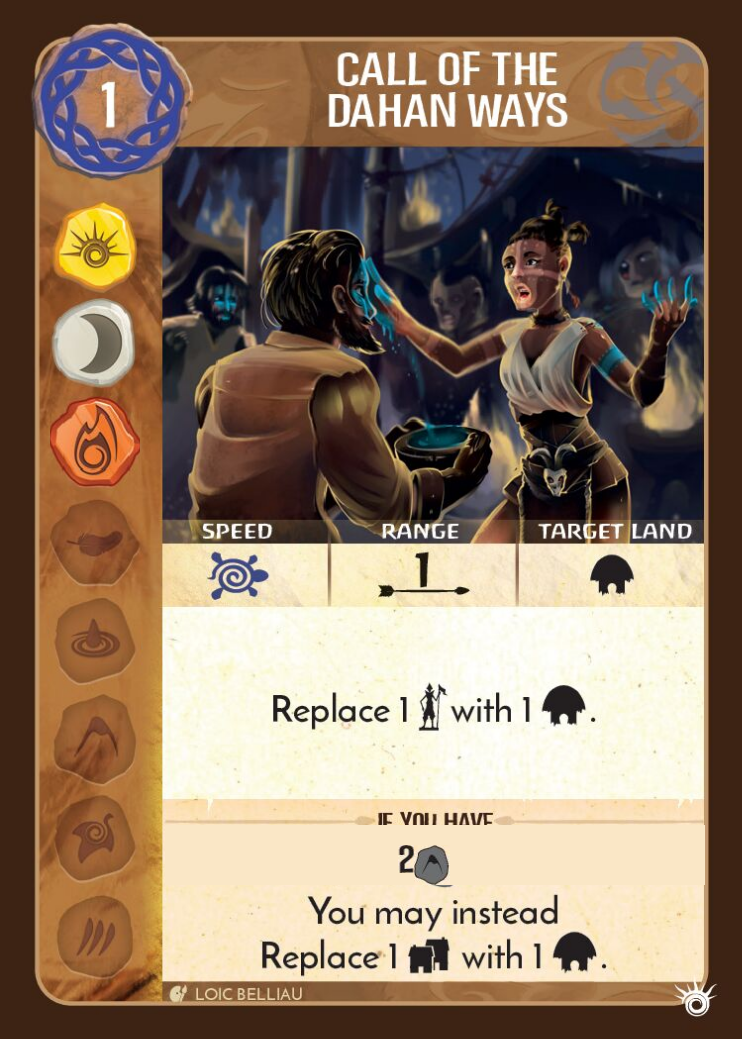 1
CALL OF THE
DAHAN WAYS
SPEED
RANGE
TARGET LAND
1
Replace 1 with 1 .
IF YOU HAVE
2
You may instead
Replace 1 with 1 .
LOIC BELLIAU